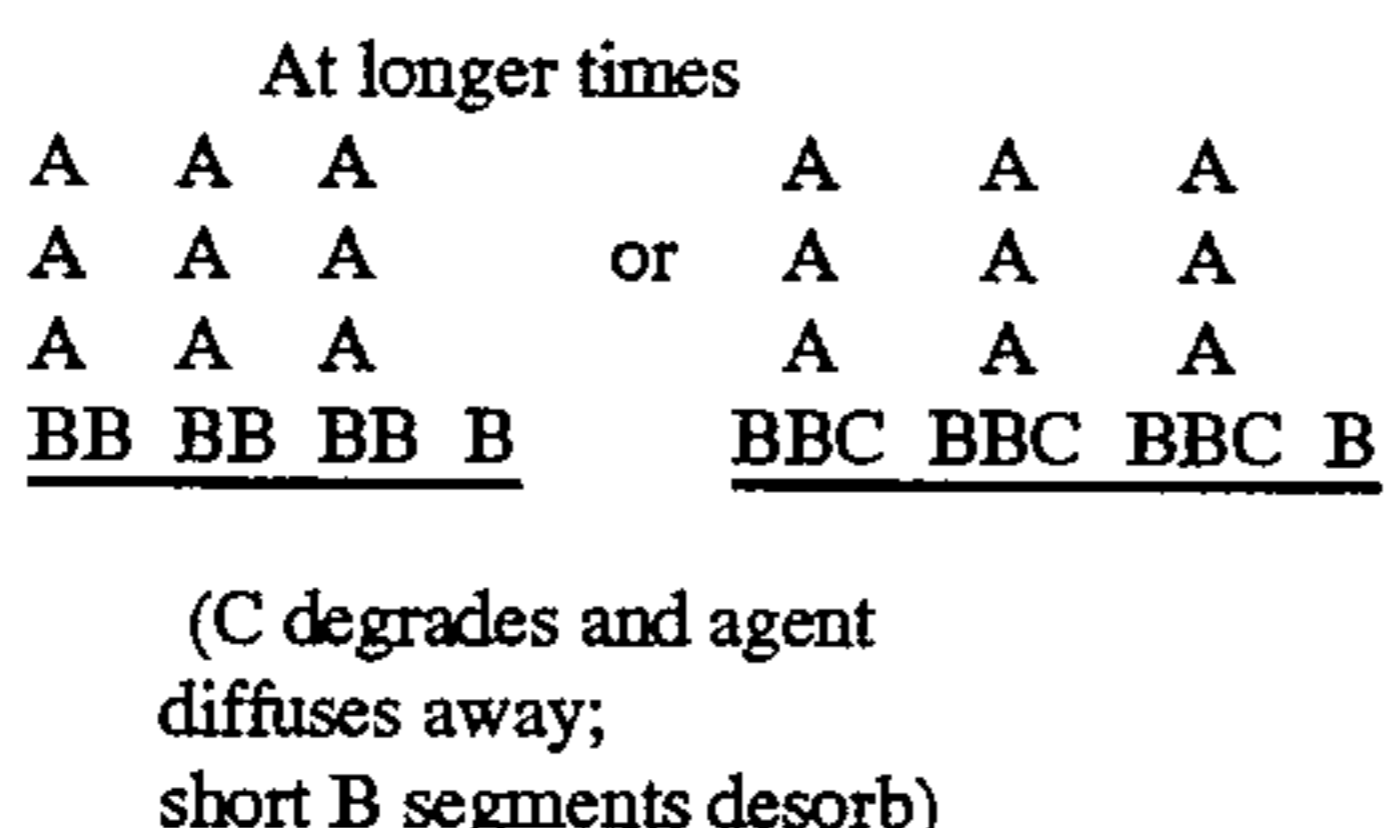 At longer times
A A A A A A
A A A or A A A
A A A A A A
BB BB BB B BBC BBC BBC B
(C degrades and agent
diffuses away;
short B segments desorb)